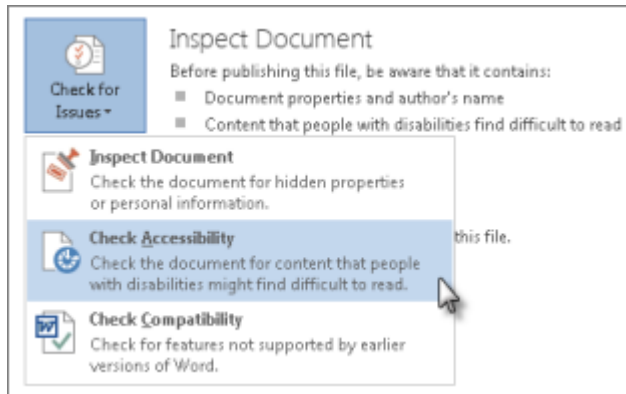 Inspect Document
Before publishing this file, be aware that it contains:
Check for
Issues
Document properties and author's name
Content that people with disabilities find difficult to read
Inspect Document
Check the document for hidden properties
or personal information.
Check Accessibility
this file.
Check the document for content that people
with disabilities might find difficult to read.
Check Compatibility
Check for features not supported by earlier
versions of Word.